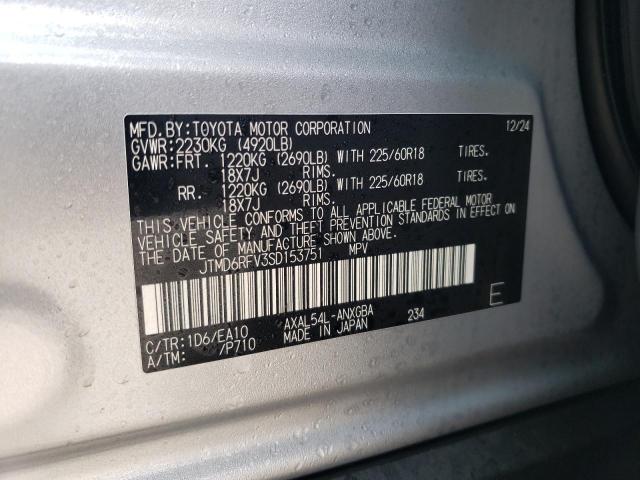 MFD.BY:TOYOTA MOTOR CORPORATION 12/24
GVWR:2230KG (4920LB)
GAWR:FRT. 1220KG (2690LB) WITH 225/60R18 TIRES.
18X7J RIMS.
RR. 1220KG (2690LB) WITH 225/60R18 TIRES.
18X7J RIMS.
THIS VEHICLE CONFORMS TO ALL APPLICABLE FEDERAL MOTOR
VEHICLE SAFETY AND THEFT PREVENTION STANDARDS IN EFFECT ON
THE DATE OF MANUFACTURE SHOWN ABOVE.
JTMD6RFV3SD153751 MPV
E
C/TR:1D6/EA10 AXAL54L-ANXGBA 234
A/TM: /P710 MADE IN JAPAN